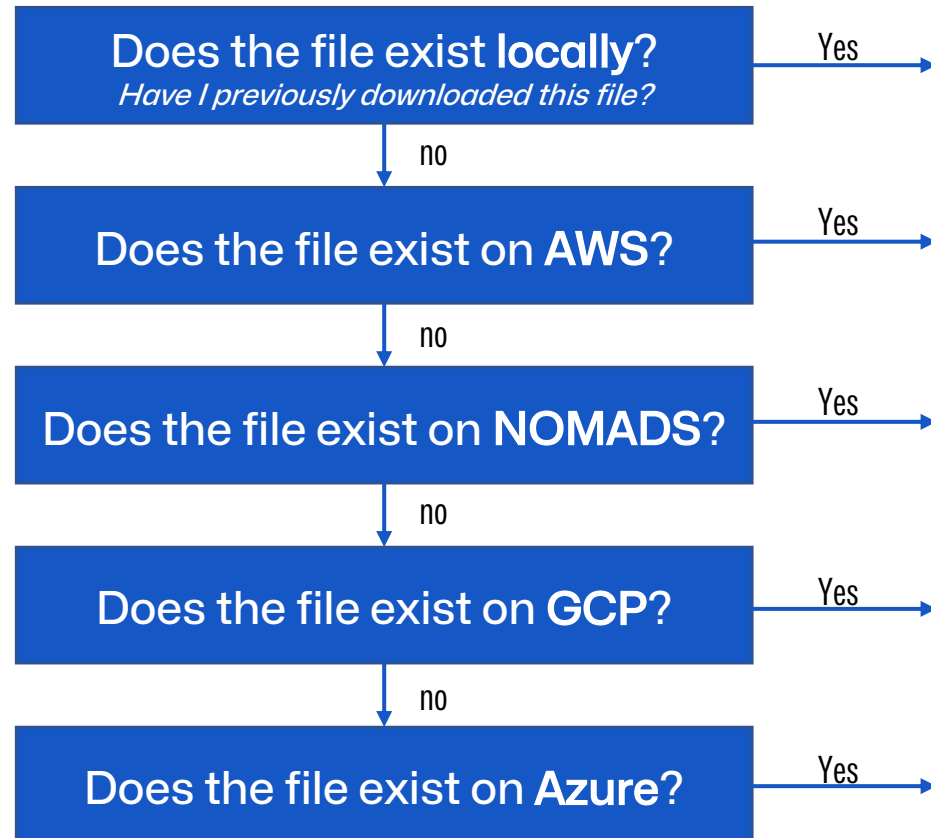 Does the file exist locally?
Yes
Have I previously downloaded this file?
no
Does the file exist on AWS?
Yes
no
Does the file exist on NOMADS?
Yes
no
Does the file exist on GCP?
Yes
no
Does the file exist on Azure?
Yes